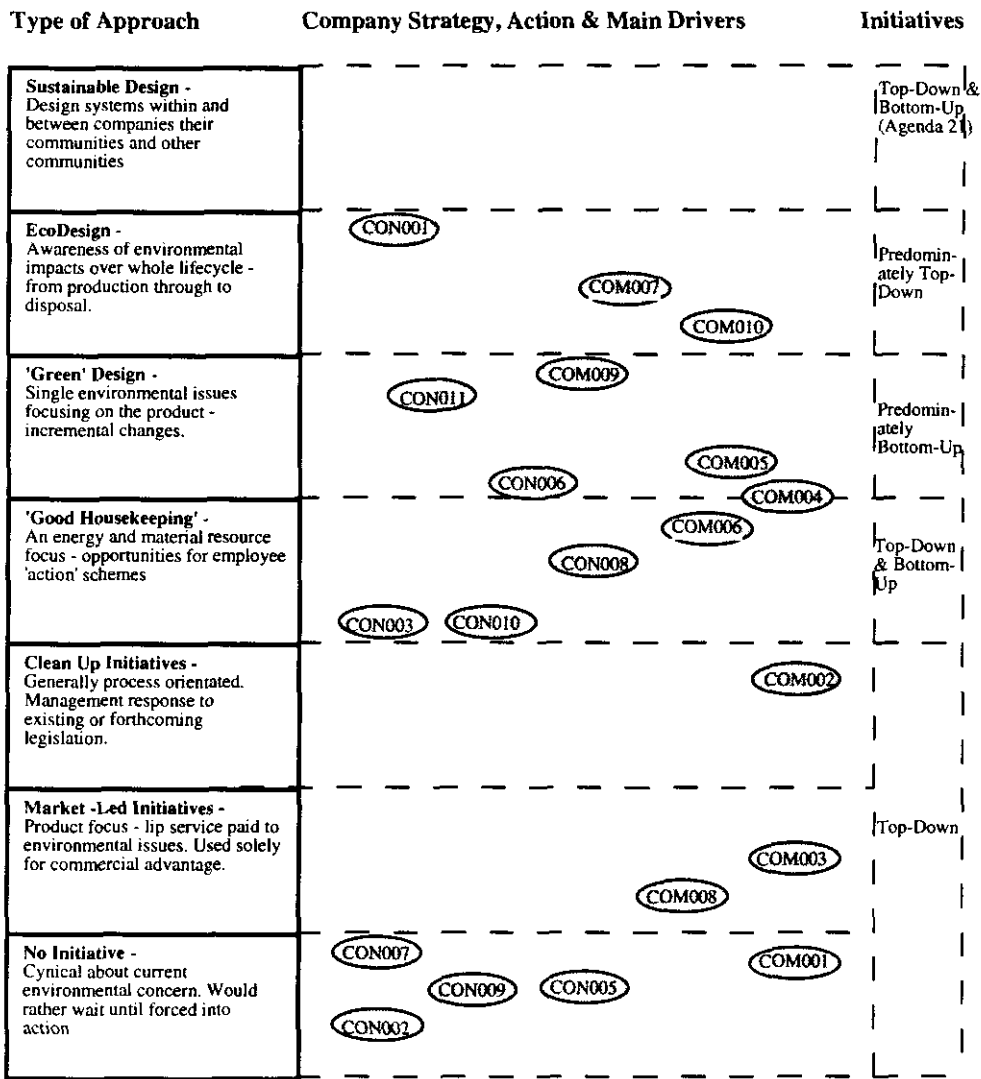 Type of Approach
Company Strategy, Action & Main Drivers
Initiatives
Sustainable Design -
Design systems within and
between companies their
communities and other
communities
Top-Down &
Bottom-Up
(Agenda 21)
EcoDesign -
Awareness of environmental
impacts over whole lifecycle -
from production through to
disposal.
CON001
COM007
COM010
Predomin-
ately Top-
Down
'Green' Design -
Single environmental issues
focusing on the product -
incremental changes.
COM009
CON011
COM005
CON006
COM004
Predomin-
ately
Bottom-Up
'Good Housekeeping' -
An energy and material resource
focus - opportunities for employee
'action' schemes
COM006
CON008
CON003
CON010
Top-Down
& Bottom-
Up
Clean Up Initiatives -
Generally process orientated.
Management response to
existing or forthcoming
legislation.
COM002
Market -Led Initiatives -
Product focus - lip service paid to
environmental issues. Used solely
for commercial advantage.
COM003
COM008
Top-Down
No Initiative -
Cynical about current
environmental concern. Would
rather wait until forced into
action
CON007
COM001
CON009
CON005
CON002